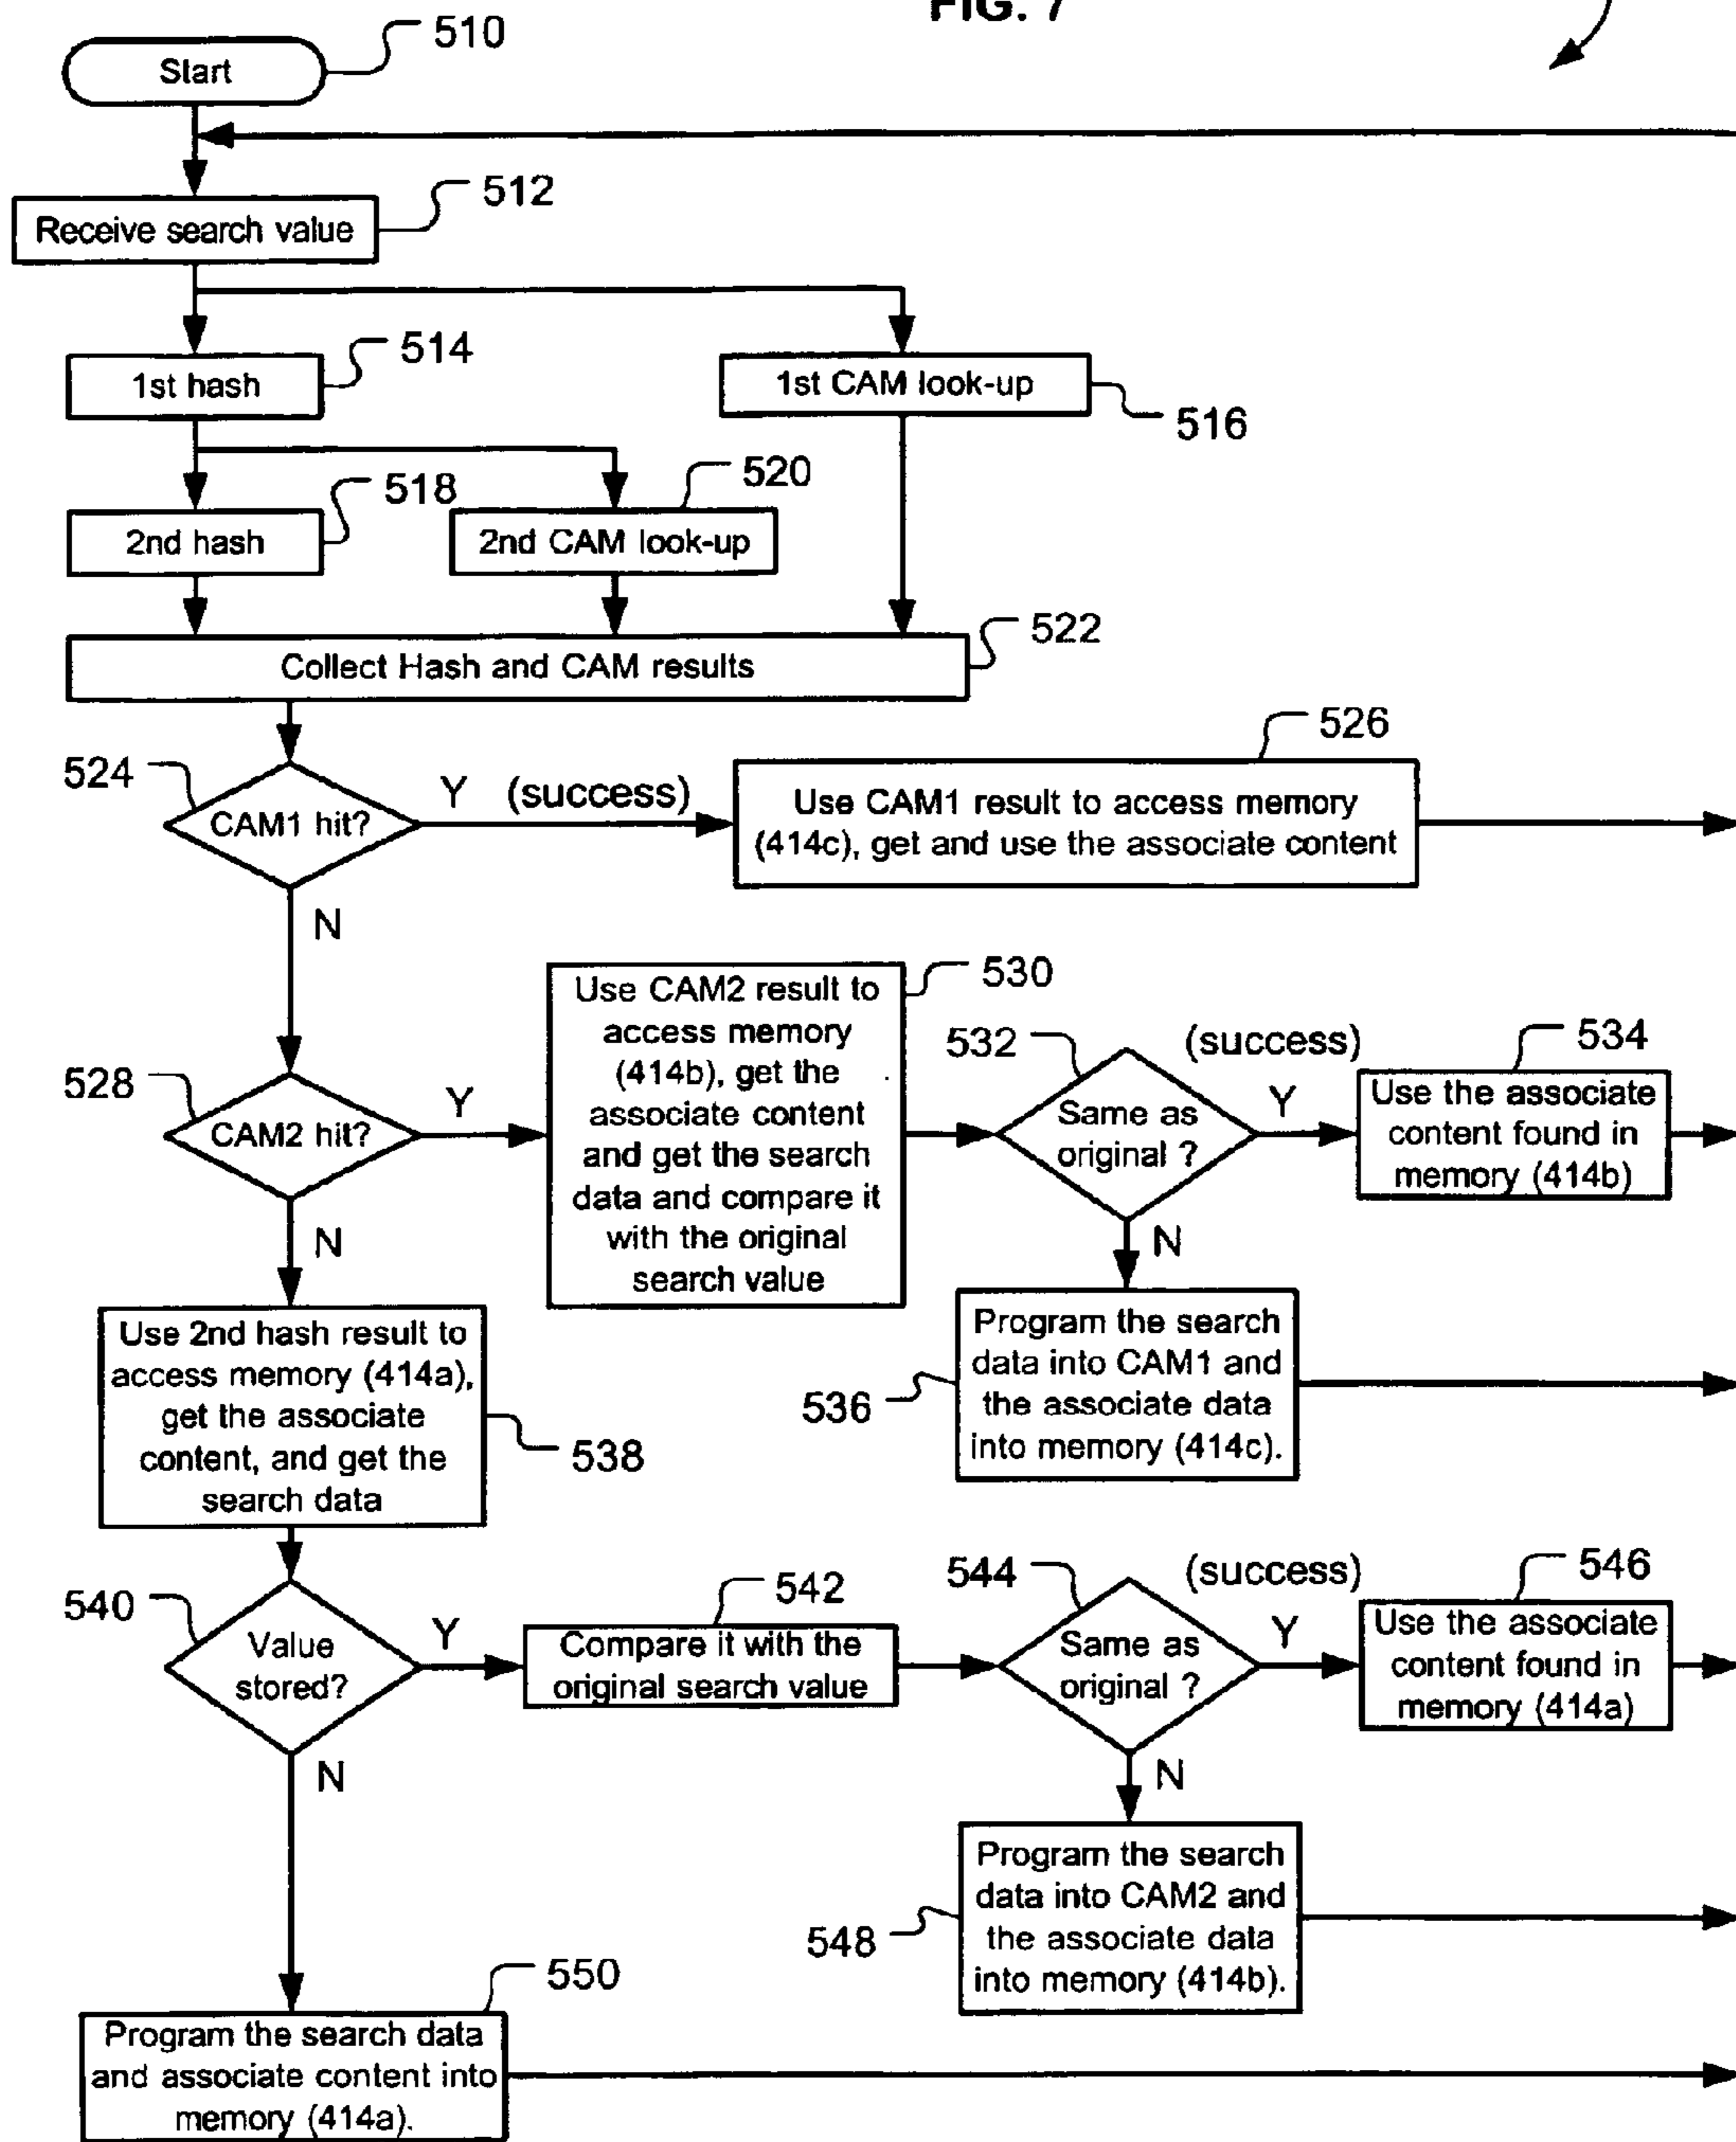 FIG. 7
Start
510
Receive search value
512
1st hash
514
1st CAM look-up
516
2nd hash
518
2nd CAM look-up
520
Collect Hash and CAM results
522
524
CAM1 hit?
Y (success)
N
526
Use CAM1 result to access memory
(414c), get and use the associate content
528
CAM2 hit?
Y
N
530
Use CAM2 result to
access memory
(414b), get the
associate content
and get the search
data and compare it
with the original
search value
532
Same as
original ?
(success)
Y
N
534
Use the associate
content found in
memory (414b)
536
Program the search
data into CAM1 and
the associate data
into memory (414c).
Use 2nd hash result to
access memory (414a),
get the associate
content, and get the
search data
538
540
Value
stored?
Y
N
542
Compare it with the
original search value
544
Same as
original ?
(success)
Y
N
546
Use the associate
content found in
memory (414a)
548
Program the search
data into CAM2 and
the associate data
into memory (414b).
550
Program the search data
and associate content into
memory (414a).